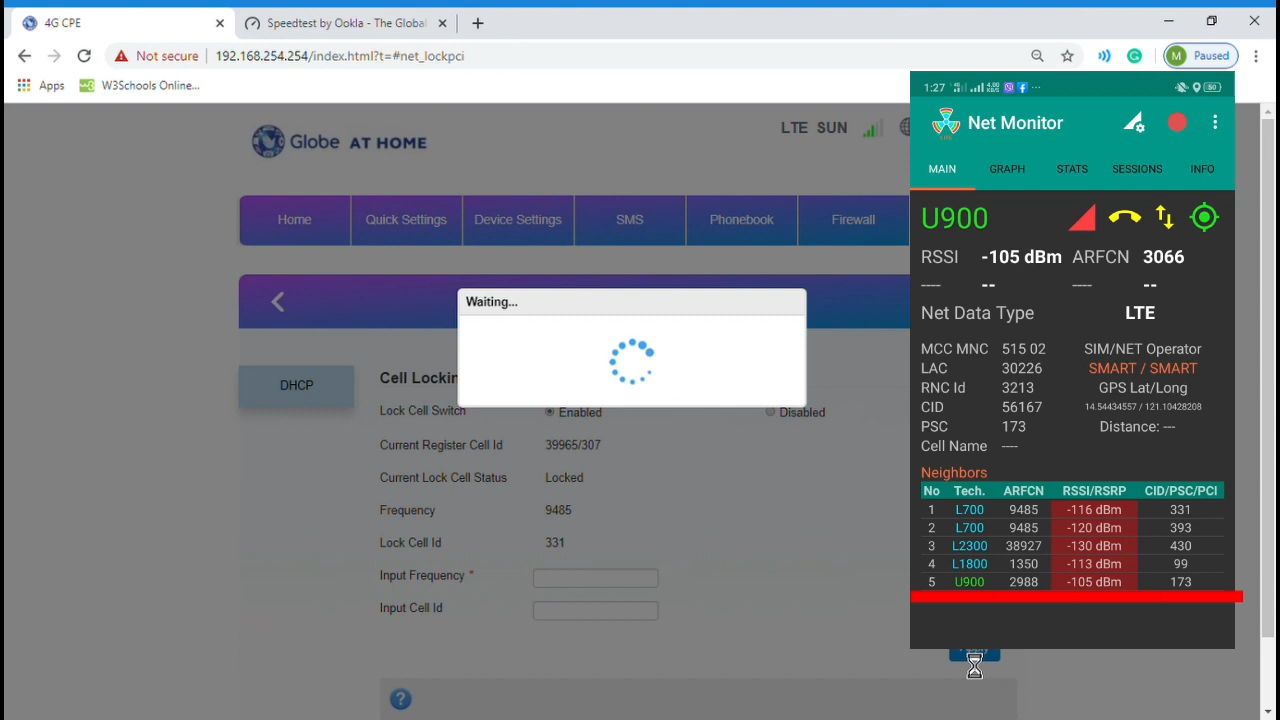 4G CPE
Speedtest by Ookla - The Global
Not secure
192.168.254.254/index.html?t=#net_lockpci
M
Paused
Apps
W3Schools Online...
Globe AT HOME
LTE SUN
Home
Quick Settings
Device Settings
SMS
Phonebook
Firewall
Waiting...
DHCP
Cell Lockin
Lock Cell Switch
Enabled
Disabled
Current Register Cell Id
39965/307
Current Lock Cell Status
Locked
Frequency
9485
Lock Cell Id
331
Input Frequency *
Input Cell Id
?
1:27
60
Net Monitor
MAIN
GRAPH
STATS
SESSIONS
INFO
U900
RSSI -105 dBm ARFCN 3066
---- -- ---- --
Net Data Type LTE
MCC MNC 515 02 SIM/NET Operator
LAC 30226 SMART / SMART
RNC Id 3213 GPS Lat/Long
CID 56167 14.54434557 / 121.10428208
PSC 173 Distance: ---
Cell Name ----
Neighbors
No Tech. ARFCN RSSI/RSRP CID/PSC/PCI
1 L700 9485 -116 dBm 331
2 L700 9485 -120 dBm 393
3 L2300 38927 -130 dBm 430
4 L1800 1350 -113 dBm 99
5 U900 2988 -105 dBm 173